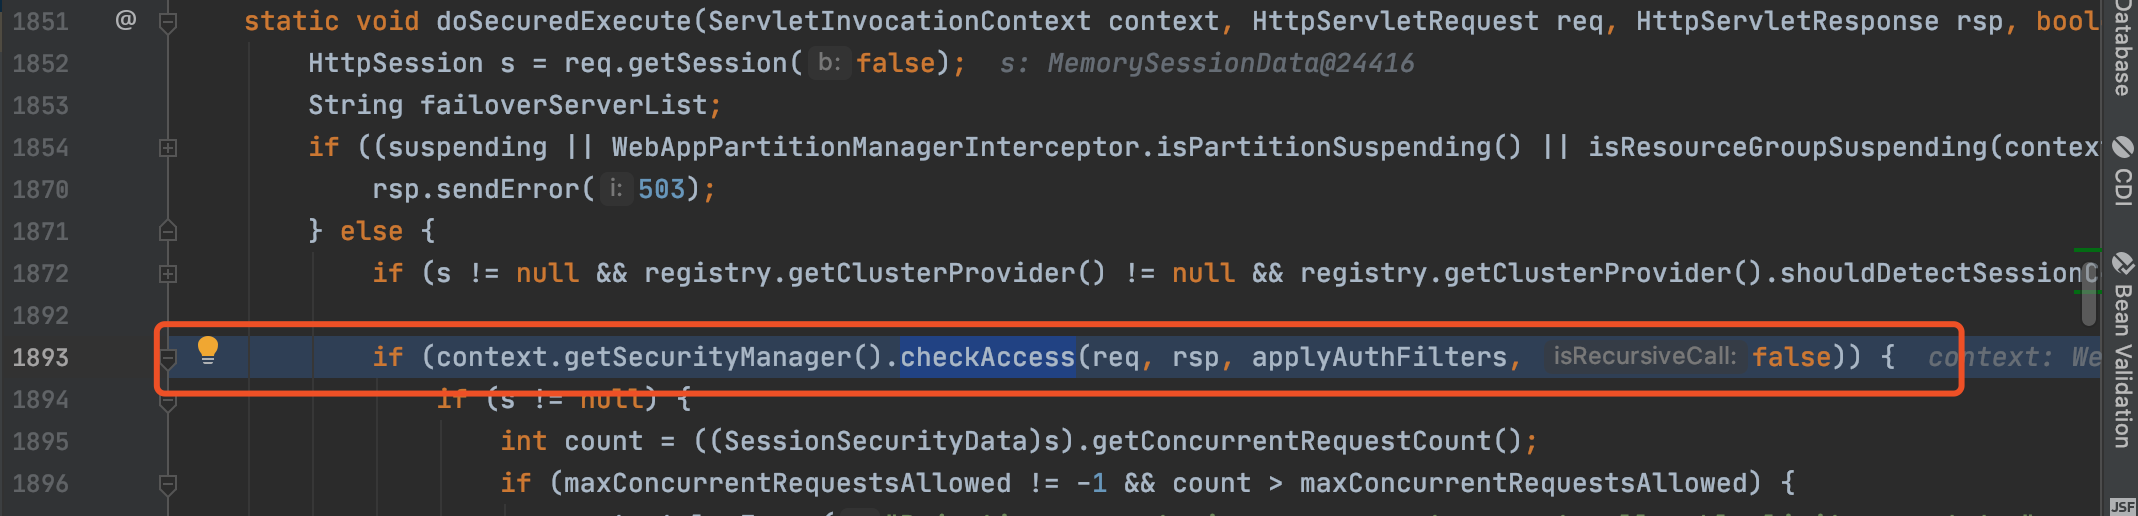 1851 @ static void doSecuredExecute(ServletInvocationContext context, HttpServletRequest req, HttpServletResponse rsp, bool
1852 HttpSession s = req.getSession( b: false); s: MemorySessionData@24416
1853 String failoverServerList;
1854 if ((suspending || WebAppPartitionManagerInterceptor.isPartitionSuspending() || isResourceGroupSuspending(contex
1870 rsp.sendError( i: 503);
1871 } else {
1872 if (s != null && registry.getClusterProvider() != null && registry.getClusterProvider().shouldDetectSessionC
1892
1893 if (context.getSecurityManager().checkAccess(req, rsp, applyAuthFilters, isRecursiveCall: false)) { context: We
1894 if (s != null) {
1895 int count = ((SessionSecurityData)s).getConcurrentRequestCount();
1896 if (maxConcurrentRequestsAllowed != -1 && count > maxConcurrentRequestsAllowed) {
Database
CDI
Bean Validation
JSF